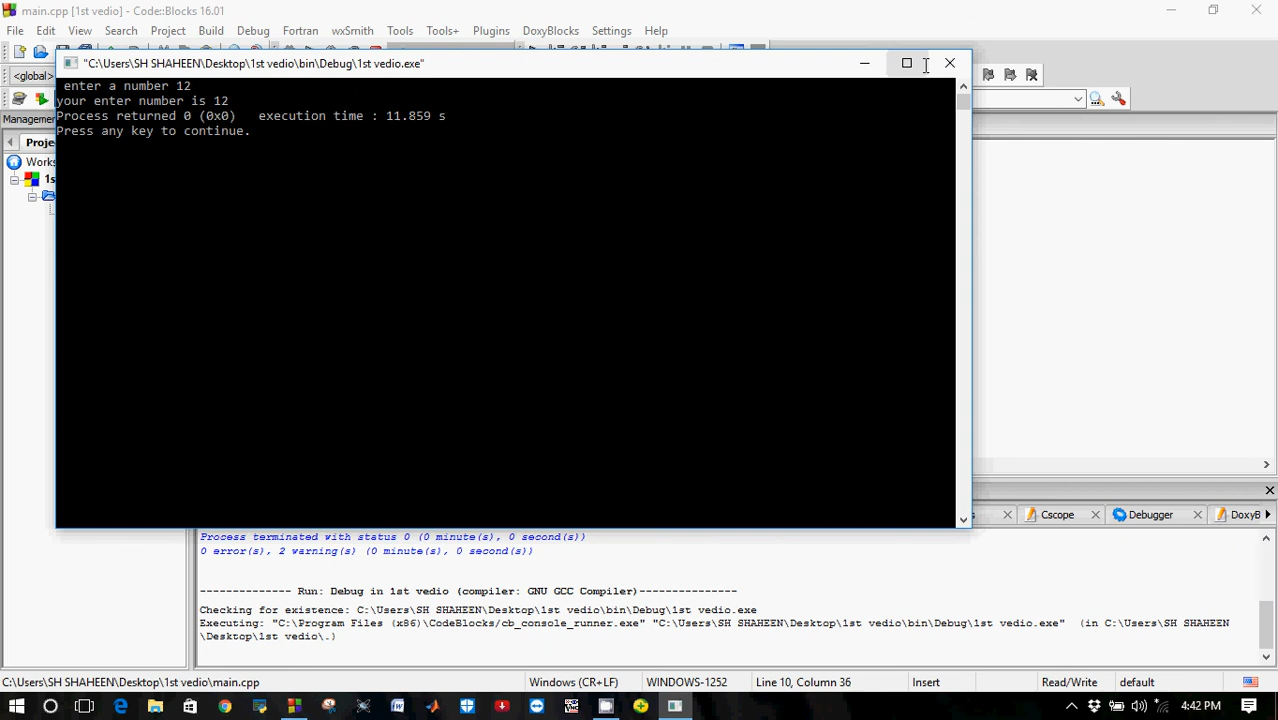 main.cpp [1st vedio] - Code::Blocks 16.01
File Edit View Search Project Build Debug Fortran wxSmith Tools Tools+ Plugins DoxyBlocks Settings Help
"C:\Users\SH SHAHEEN\Desktop\1st vedio\bin\Debug\1st vedio.exe"
<global>
enter a number 12
your enter number is 12
Process returned 0 (0x0)   execution time : 11.859 s
Press any key to continue.
Management
Proje
Works
1s
Cscope
Debugger
DoxyB
Process terminated with status 0 (0 minute(s), 0 second(s))
0 error(s), 2 warning(s) (0 minute(s), 0 second(s))
-------------- Run: Debug in 1st vedio (compiler: GNU GCC Compiler)---------------
Checking for existence: C:\Users\SH SHAHEEN\Desktop\1st vedio\bin\Debug\1st vedio.exe
Executing: "C:\Program Files (x86)\CodeBlocks/cb_console_runner.exe" "C:\Users\SH SHAHEEN\Desktop\1st vedio\bin\Debug\1st vedio.exe"  (in C:\Users\SH SHAHEEN
\Desktop\1st vedio\.)
C:\Users\SH SHAHEEN\Desktop\1st vedio\main.cpp
Windows (CR+LF)
WINDOWS-1252
Line 10, Column 36
Insert
Read/Write
default
4:42 PM